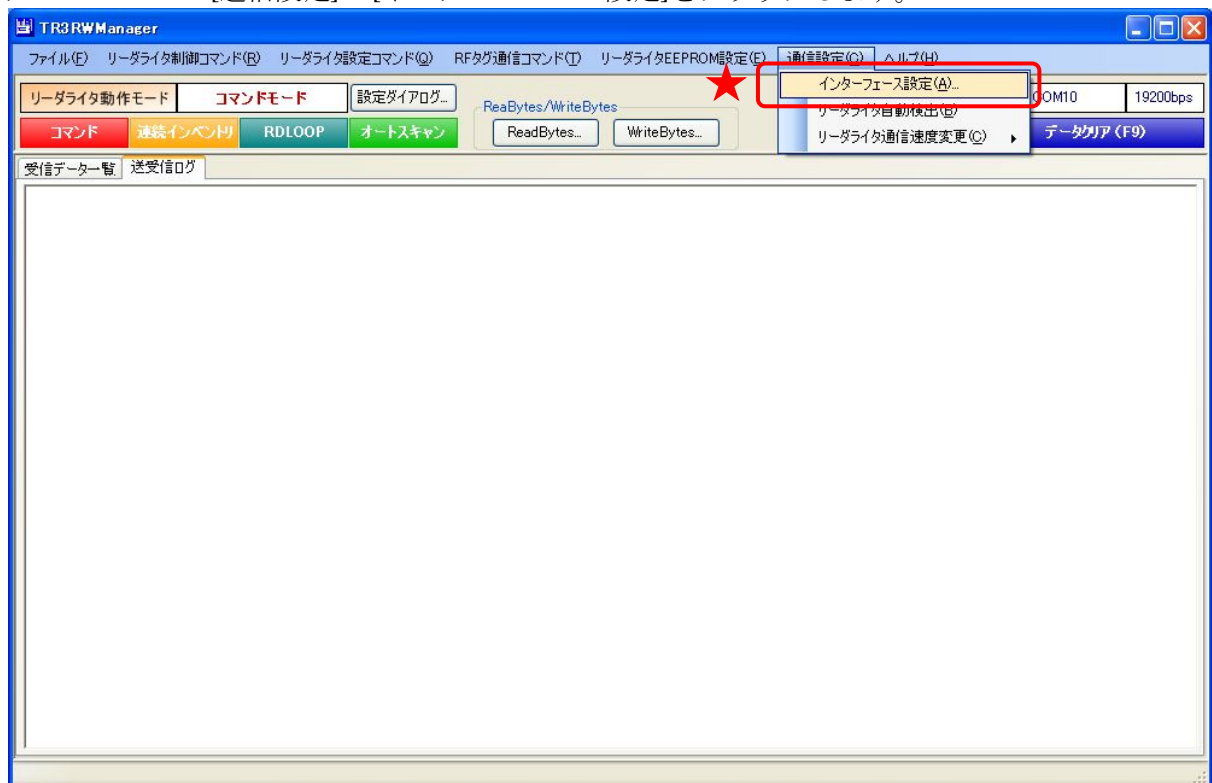 TR3RWManager
ファイル(F) リーダライタ制御コマンド(R) リーダライタ設定コマンド(Q) RFタグ通信コマンド(T) リーダライタEEPROM設定(E) 通信設定(C) ヘルプ(H)
インターフェース設定(A)...
リーダライタ自動検出(B)
リーダライタ通信速度変更(C)
リーダライタ動作モード コマンドモード 設定ダイアログ...
ReaBytes/WriteBytes
COM10 19200bps
コマンド 連続インベントリ RDLOOP オートスキャン ReadBytes... WriteBytes... データクリア(F9)
受信データ一覧 送受信ログ